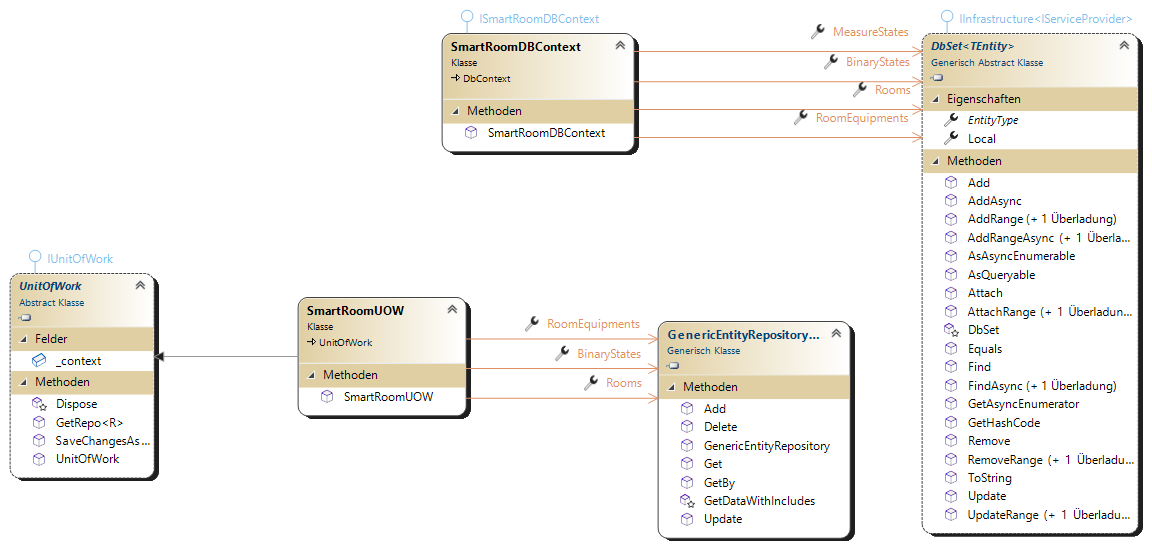 ISmartRoomDBContext
SmartRoomDBContext
Klasse
DbContext
Methoden
SmartRoomDBContext
MeasureStates
BinaryStates
Rooms
RoomEquipments
IInfrastructure<IServiceProvider>
DbSet<TEntity>
Generisch Abstract Klasse
Eigenschaften
EntityType
Local
Methoden
Add
AddAsync
AddRange (+ 1 Überladung)
AddRangeAsync (+ 1 Überla...
AsAsyncEnumerable
AsQueryable
Attach
AttachRange (+ 1 Überladung)
DbSet
Equals
Find
FindAsync (+ 1 Überladung)
GetAsyncEnumerator
GetHashCode
Remove
RemoveRange (+ 1 Überladu...
ToString
Update
UpdateRange (+ 1 Überladu...
IUnitOfWork
UnitOfWork
Abstract Klasse
Felder
_context
Methoden
Dispose
GetRepo<R>
SaveChangesAs...
UnitOfWork
SmartRoomUOW
Klasse
UnitOfWork
Methoden
SmartRoomUOW
RoomEquipments
BinaryStates
Rooms
GenericEntityRepository...
Generisch Klasse
Methoden
Add
Delete
GenericEntityRepository
Get
GetBy
GetDataWithIncludes
Update